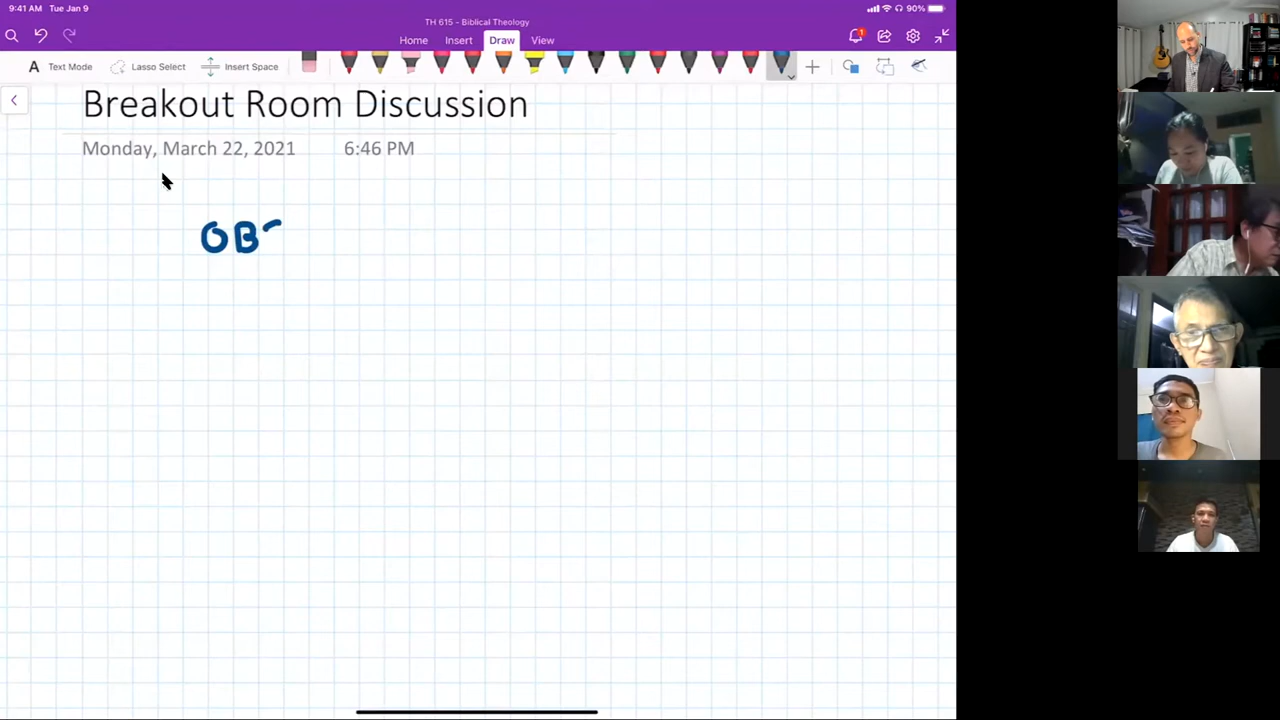 9:41 AM Tue Jan 9 90%
TH 615 - Biblical Theology
Home Insert Draw View 1
A Text Mode Lasso Select Insert Space
Breakout Room Discussion
Monday, March 22, 2021 6:46 PM
OB